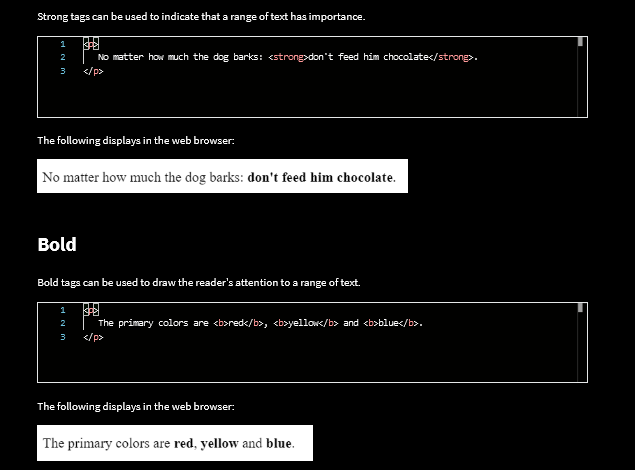 Strong tags can be used to indicate that a range of text has importance.
1 <p>
2 No matter how much the dog barks: <strong>don't feed him chocolate</strong>.
3 </p>
The following displays in the web browser:
No matter how much the dog barks: don't feed him chocolate.
Bold
Bold tags can be used to draw the reader's attention to a range of text.
1 <p>
2 The primary colors are <b>red</b>, <b>yellow</b> and <b>blue</b>.
3 </p>
The following displays in the web browser:
The primary colors are red, yellow and blue.